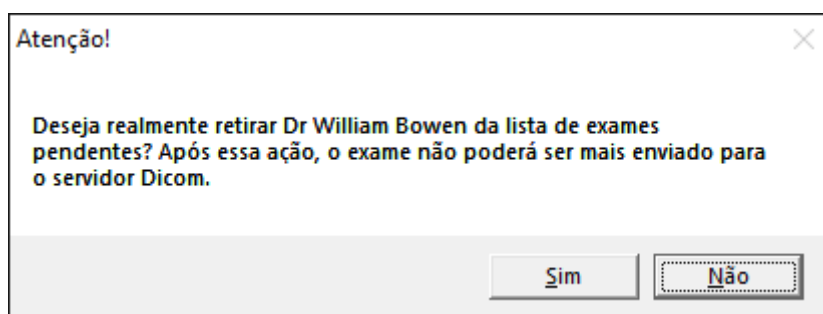 Atenção!
Deseja realmente retirar Dr William Bowen da lista de exames
pendentes? Após essa ação, o exame não poderá ser mais enviado para
o servidor Dicom.
Sim
Não